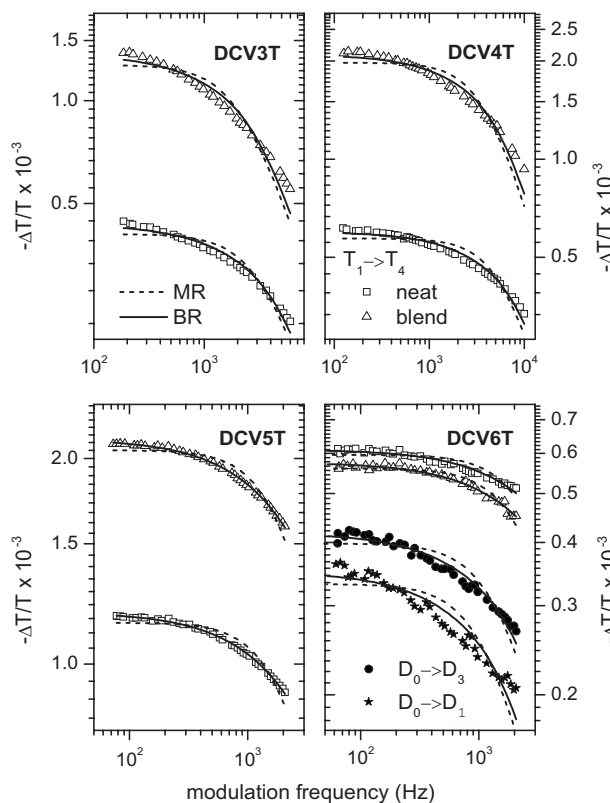 DCV3T
1.5
1.0
0.5
-ΔT/T x 10⁻³
MR
BR
10² 10³
DCV4T
2.5
2.0
1.5
1.0
0.5
-ΔT/T x 10⁻³
T₁->T₄
neat
blend
10² 10³ 10⁴
DCV5T
2.0
1.5
1.0
-ΔT/T x 10⁻³
10² 10³
DCV6T
0.7
0.6
0.5
0.4
0.3
0.2
-ΔT/T x 10⁻³
D₀->D₃
D₀->D₁
10² 10³
modulation frequency (Hz)